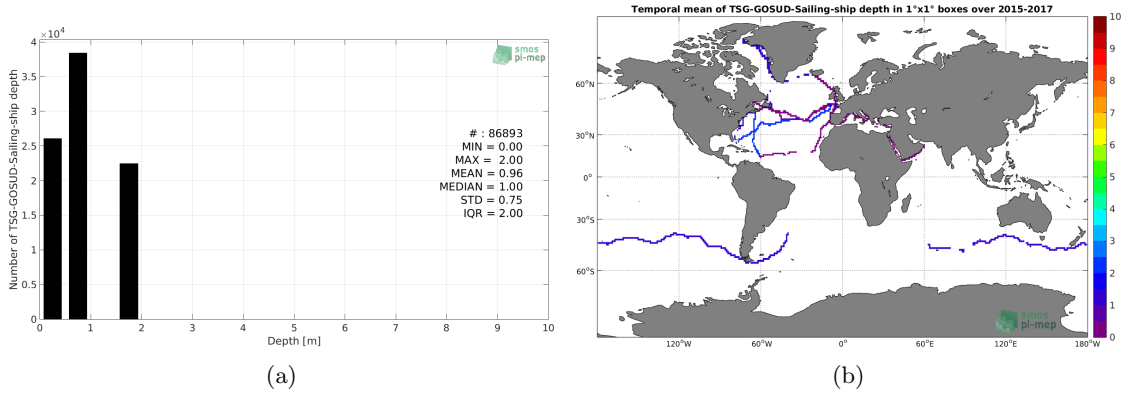 ×10⁴
4
3.5
3
2.5
2
1.5
1
0.5
0
Number of TSG-GOSUD-Sailing-ship depth
smos
pi-mep
# : 86893
MIN = 0.00
MAX = 2.00
MEAN = 0.96
MEDIAN = 1.00
STD = 0.75
IQR = 2.00
0 1 2 3 4 5 6 7 8 9 10
Depth [m]
(a)
Temporal mean of TSG-GOSUD-Sailing-ship depth in 1°x1° boxes over 2015-2017
60°N
30°N
0°
30°S
60°S
120°W 60°W 0° 60°E 120°E 180°W
smos
pi-mep
10
9
8
7
6
5
4
3
2
1
0
(b)